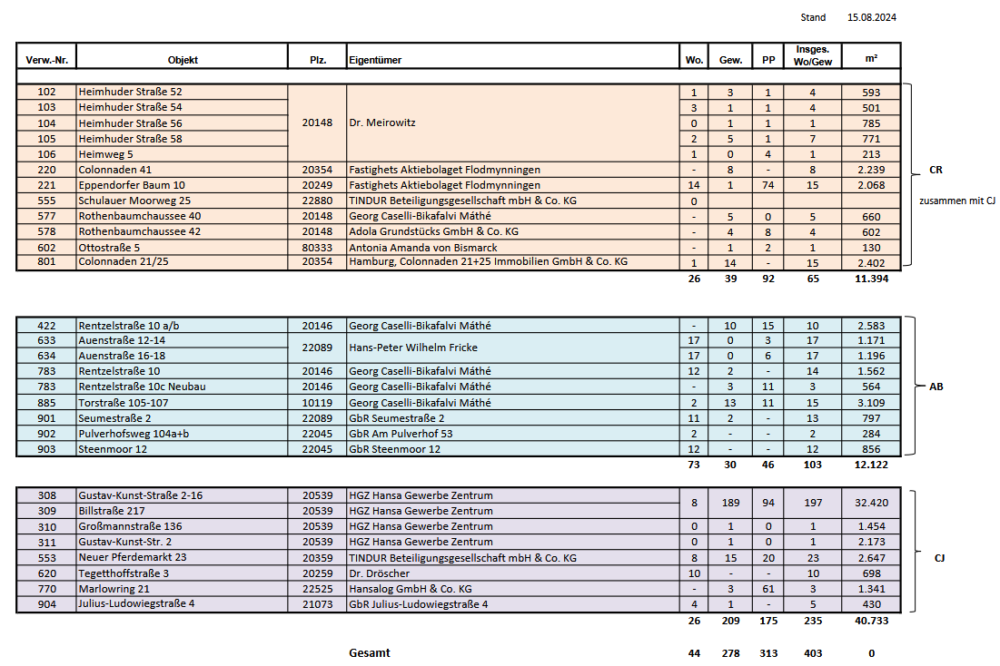 Stand 15.08.2024
Verw.-Nr. Objekt Plz. Eigentümer Wo. Gew. PP Insges. Wo/Gew m²
102 Heimhuder Straße 52 20148 Dr. Meirowitz 1 3 1 4 593
103 Heimhuder Straße 54 3 1 1 4 501
104 Heimhuder Straße 56 0 1 1 1 785
105 Heimhuder Straße 58 2 5 1 7 771
106 Heimweg 5 1 0 4 1 213
220 Colonnaden 41 20354 Fastighets Aktiebolaget Flodmynningen - 8 - 8 2.239
CR
221 Eppendorfer Baum 10 20249 Fastighets Aktiebolaget Flodmynningen 14 1 74 15 2.068
555 Schulauer Moorweg 25 22880 TINDUR Beteiligungsgesellschaft mbH & Co. KG 0
zusammen mit CJ
577 Rothenbaumchaussee 40 20148 Georg Caselli-Bikafalvi Máthé - 5 0 5 660
578 Rothenbaumchaussee 42 20148 Adola Grundstücks GmbH & Co. KG - 4 8 4 602
602 Ottostraße 5 80333 Antonia Amanda von Bismarck - 1 2 1 130
801 Colonnaden 21/25 20354 Hamburg, Colonnaden 21+25 Immobilien GmbH & Co. KG 1 14 - 15 2.402
26 39 92 65 11.394
422 Rentzelstraße 10 a/b 20146 Georg Caselli-Bikafalvi Máthé - 10 15 10 2.583
633 Auenstraße 12-14 22089 Hans-Peter Wilhelm Fricke 17 0 3 17 1.171
634 Auenstraße 16-18 17 0 6 17 1.196
783 Rentzelstraße 10 20146 Georg Caselli-Bikafalvi Máthé 12 2 - 14 1.562
783 Rentzelstraße 10c Neubau 20146 Georg Caselli-Bikafalvi Máthé - 3 11 3 564
AB
885 Torstraße 105-107 10119 Georg Caselli-Bikafalvi Máthé 2 13 11 15 3.109
901 Seumestraße 2 22089 GbR Seumestraße 2 11 2 - 13 797
902 Pulverhofsweg 104a+b 22045 GbR Am Pulverhof 53 2 - - 2 284
903 Steenmoor 12 22045 GbR Steenmoor 12 12 - - 12 856
73 30 46 103 12.122
308 Gustav-Kunst-Straße 2-16 20539 HGZ Hansa Gewerbe Zentrum 8 189 94 197 32.420
309 Billstraße 217 20539 HGZ Hansa Gewerbe Zentrum
310 Großmannstraße 136 20539 HGZ Hansa Gewerbe Zentrum 0 1 0 1 1.454
311 Gustav-Kunst-Str. 2 20539 HGZ Hansa Gewerbe Zentrum 0 1 0 1 2.173
553 Neuer Pferdemarkt 23 20359 TINDUR Beteiligungsgesellschaft mbH & Co. KG 8 15 20 23 2.647
CJ
620 Tegetthoffstraße 3 20259 Dr. Dröscher 10 - - 10 698
770 Marlowring 21 22525 Hansalog GmbH & Co. KG - 3 61 3 1.341
904 Julius-Ludowiegstraße 4 21073 GbR Julius-Ludowiegstraße 4 4 1 - 5 430
26 209 175 235 40.733
Gesamt 44 278 313 403 0